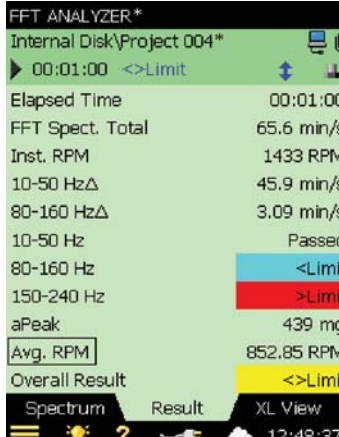 FFT ANALYZER*
Internal Disk\Project 004*
00:01:00 <>Limit
Elapsed Time 00:01:00
FFT Spect. Total 65.6 min/s
Inst. RPM 1433 RPM
10-50 Hz∆ 45.9 min/s
80-160 Hz∆ 3.09 min/s
10-50 Hz Passed
80-160 Hz <Limi
150-240 Hz >Limi
aPeak 439 mg
Avg. RPM 852.85 RPM
Overall Result <>Limi
Spectrum Result XL View
? 12:48:37